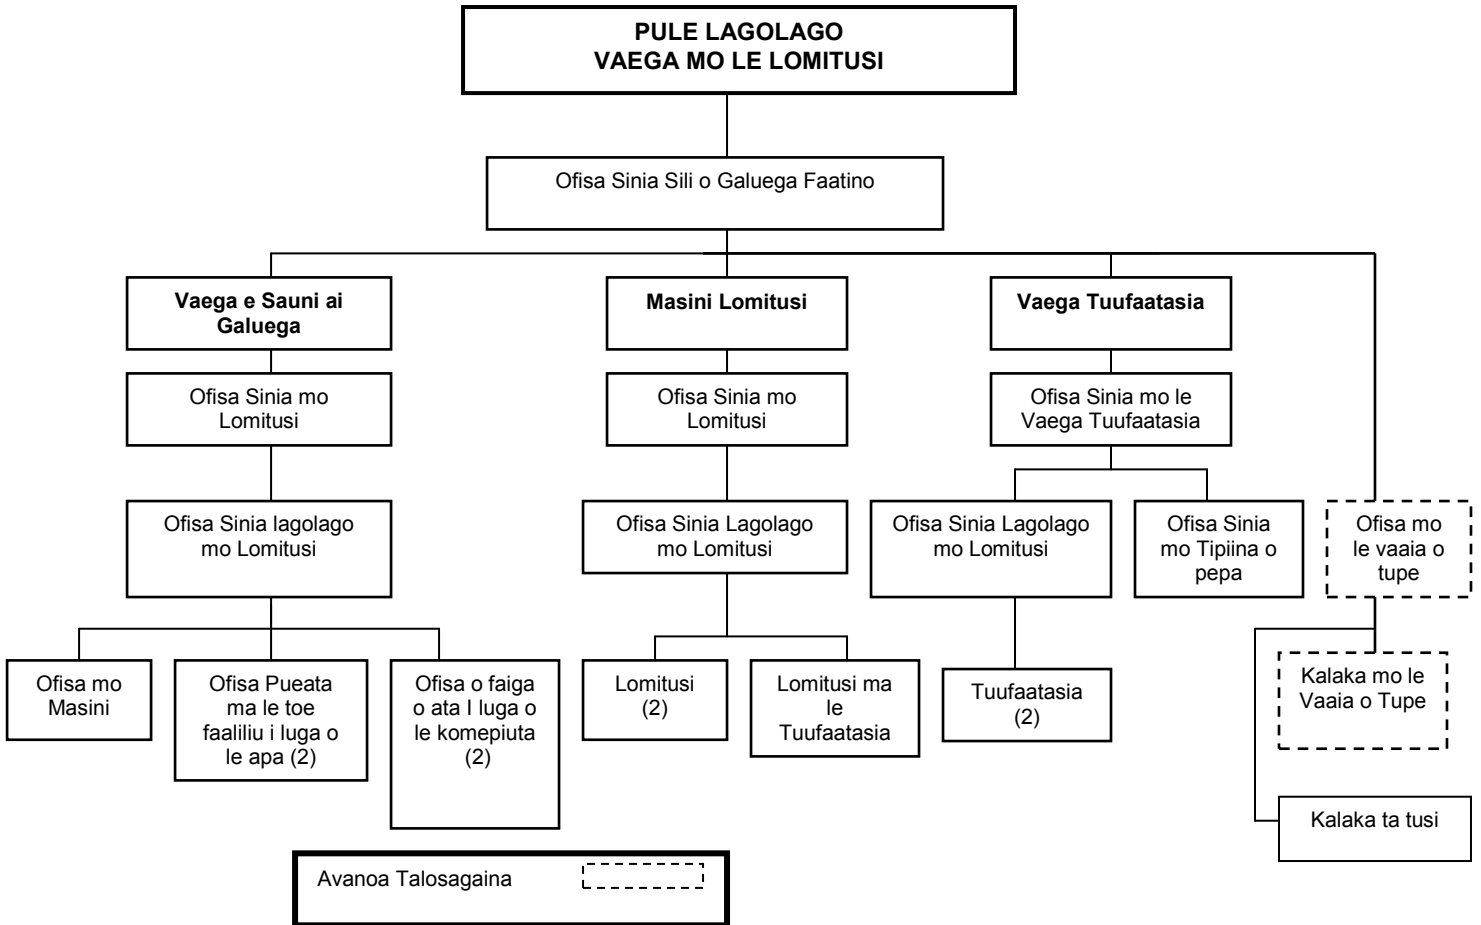 PULE LAGOLAGO
VAEGA MO LE LOMITUSI
Ofisa Sinia Sili o Galuega Faatino
Vaega e Sauni ai
Galuega
Masini Lomitusi
Vaega Tuufaatasia
Ofisa Sinia mo
Lomitusi
Ofisa Sinia mo
Lomitusi
Ofisa Sinia mo le
Vaega Tuufaatasia
Ofisa Sinia lagolago
mo Lomitusi
Ofisa Sinia Lagolago
mo Lomitusi
Ofisa Sinia Lagolago
mo Lomitusi
Ofisa Sinia
mo Tipiina o
pepa
Ofisa mo
le vaaia o
tupe
Ofisa mo
Masini
Ofisa Pueata
ma le toe
faaliliu i luga o
le apa (2)
Ofisa o faiga
o ata I luga o
le komepiuta
(2)
Lomitusi
(2)
Lomitusi ma
le
Tuufaatasia
Tuufaatasia
(2)
Kalaka mo le
Vaaia o Tupe
Kalaka ta tusi
Avanoa Talosagaina